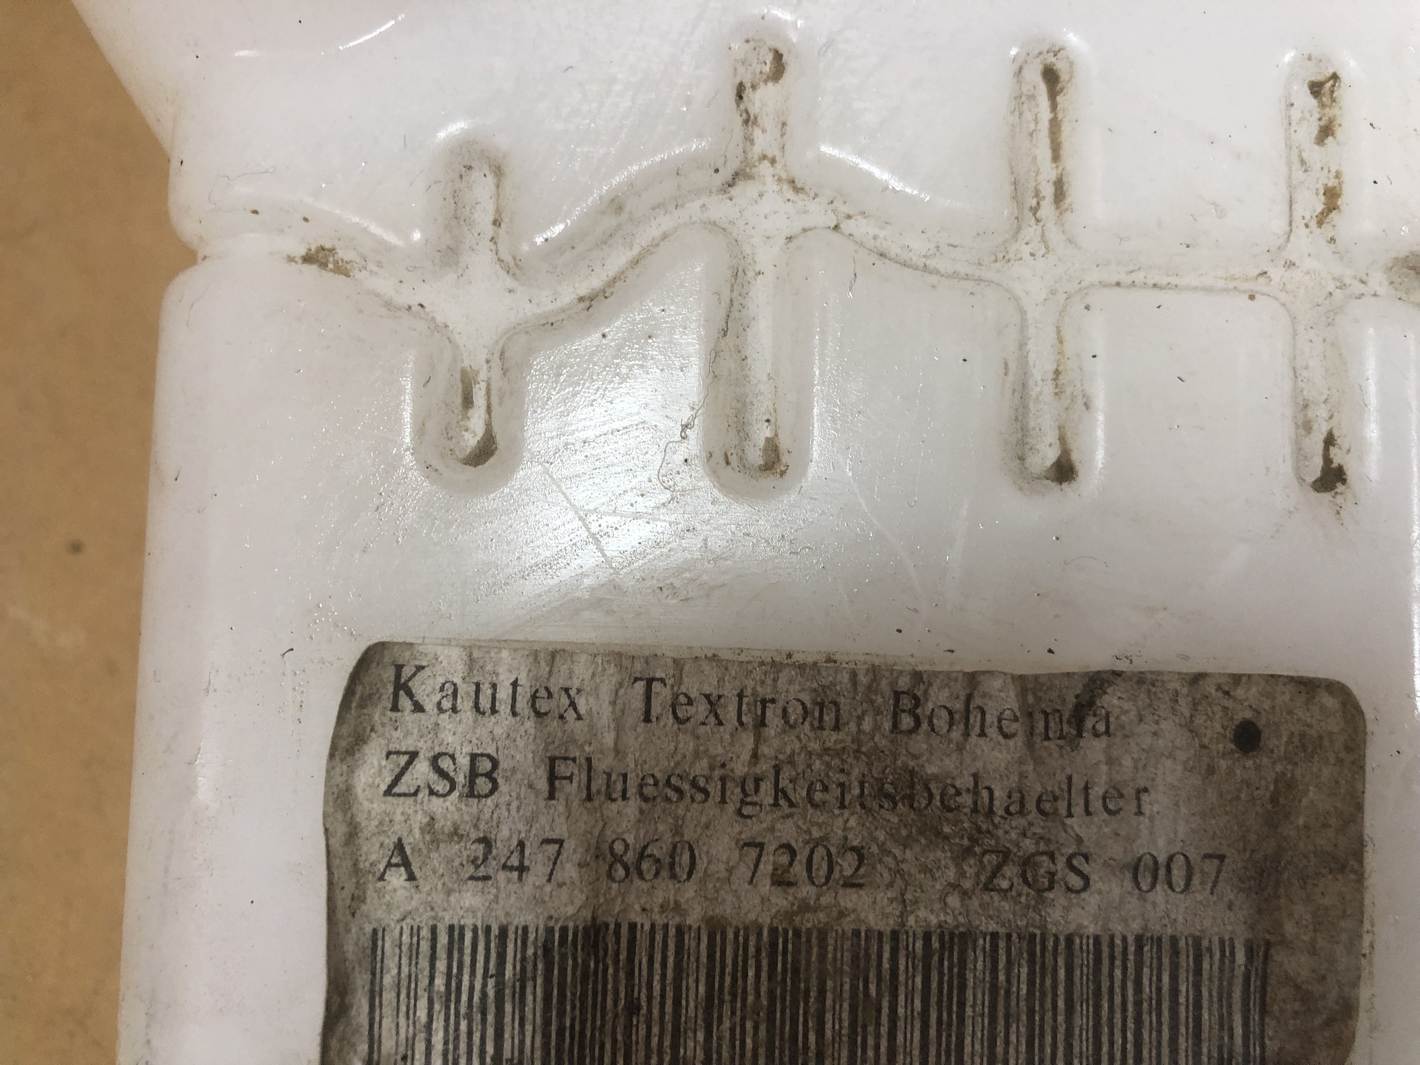 Kautex Textron Bohemia
ZSB Fluessigkeitsbehaelter
A 247 860 7202 ZGS 007